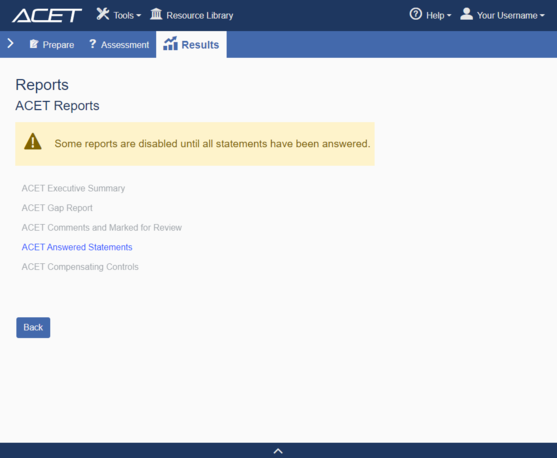 ACET Tools Resource Library Help Your Username
Prepare Assessment Results
Reports
ACET Reports
Some reports are disabled until all statements have been answered.
ACET Executive Summary
ACET Gap Report
ACET Comments and Marked for Review
ACET Answered Statements
ACET Compensating Controls
Back